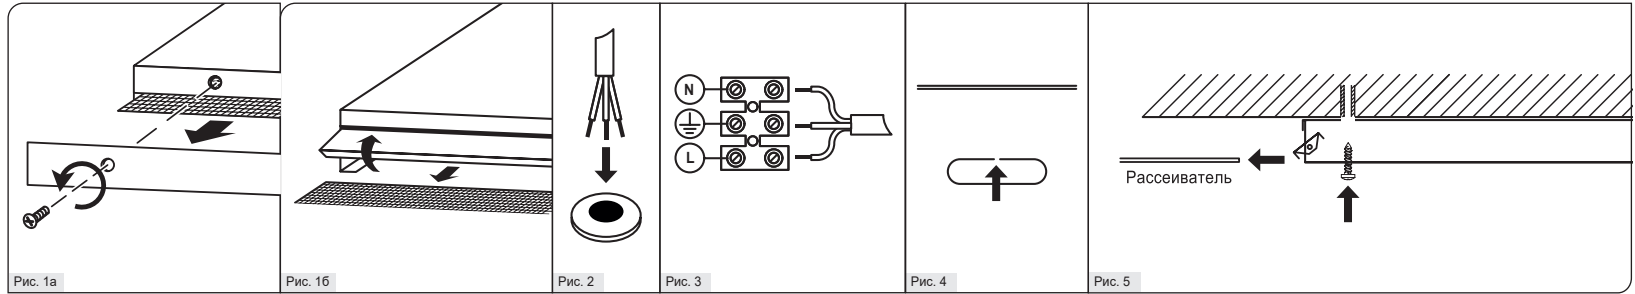 N
L
Рассеиватель
Рис. 1а
Рис. 1б
Рис. 2
Рис. 3
Рис. 4
Рис. 5